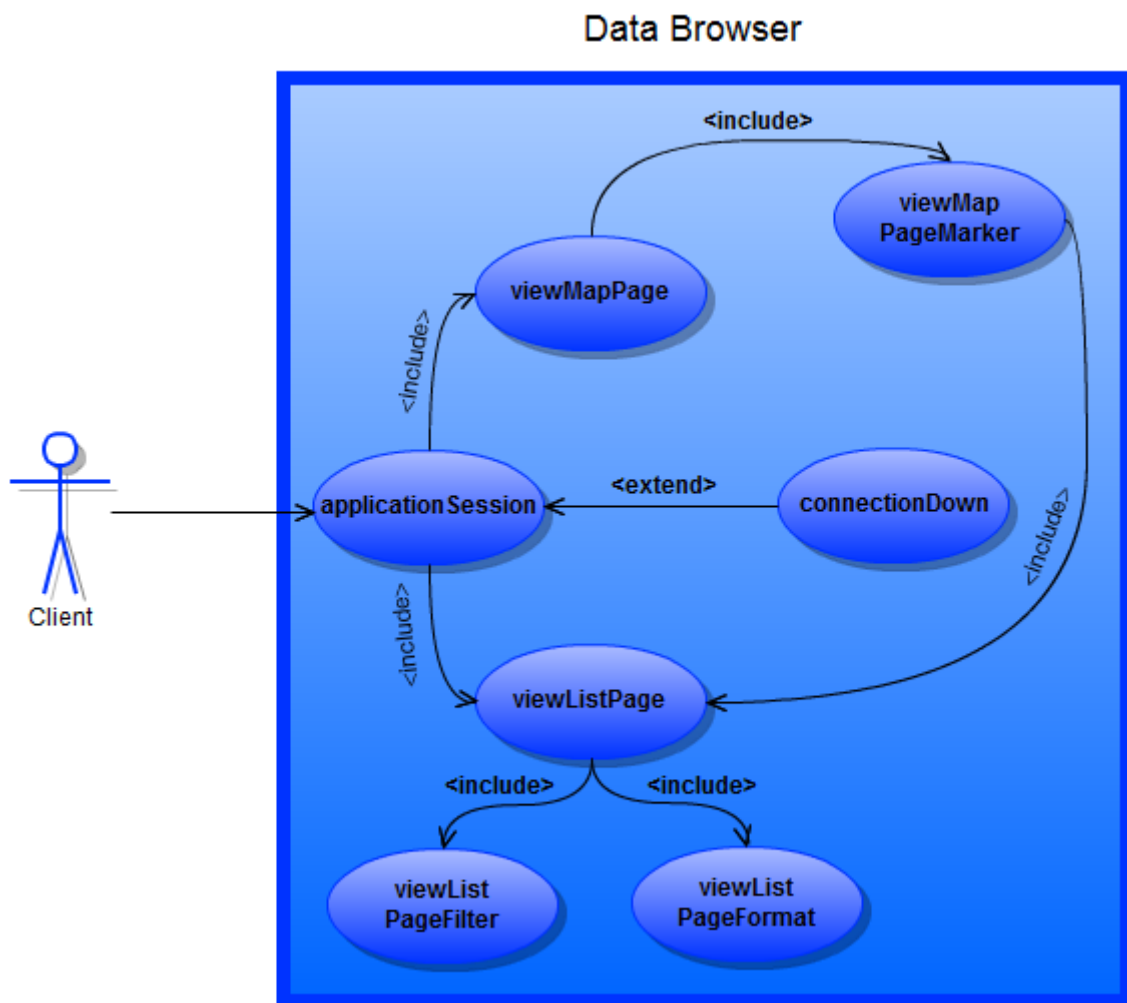 Data Browser
<include>
viewMap
PageMarker
viewMapPage
<include>
applicationSession
<extend>
connectionDown
<include>
Client
<include>
viewListPage
<include>
<include>
viewList
PageFilter
viewList
PageFormat